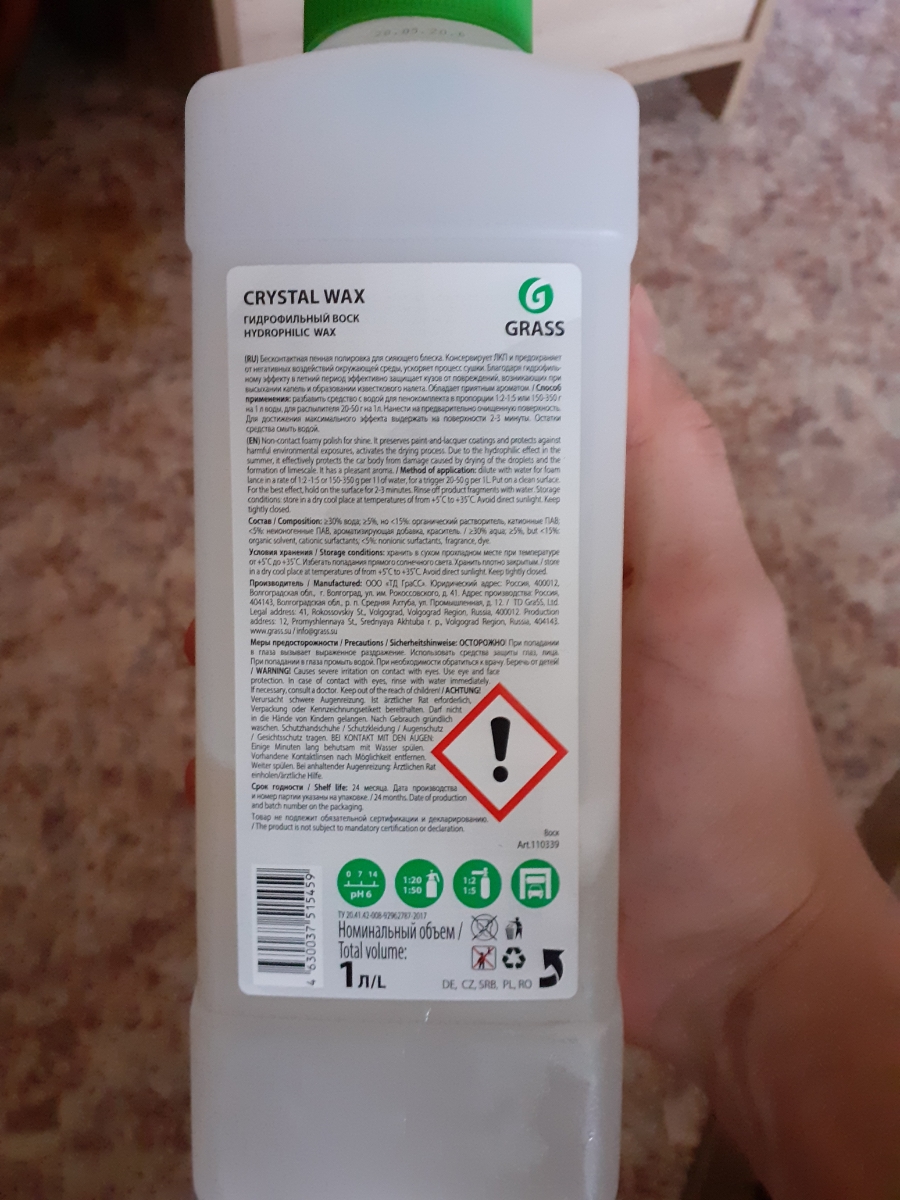 CRYSTAL WAX
ГИДРОФИЛЬНЫЙ ВОСК
HYDROPHILIC WAX
GRASS
(RU) Бесконтактная пенная полировка для сияющего блеска. Консервирует ЛКП и предохраняет
от негативных воздействий окружающей среды, ускоряет процесс сушки. Благодаря гидрофиль-
ному эффекту в летний период эффективно защищает кузов от повреждений, возникающих при
высыхании капель и образовании известкового налета. Обладает приятным ароматом. / Способ
применения: разбавить средство с водой для пенокомплекта в пропорции 1:2-1:5 или 150-350 г
на 1 л воды, для распылителя 20-50 г на 1л. Нанести на предварительно очищенную поверхность.
Для достижения максимального эффекта выдержать на поверхности 2-3 минуты. Остатки
средства смыть водой.
(EN) Non-contact foamy polish for shine. It preserves paint-and-lacquer coatings and protects against
harmful environmental exposures, activates the drying process. Due to the hydrophilic effect in the
summer, it effectively protects the car body from damage caused by drying of the droplets and the
formation of limescale. It has a pleasant aroma. / Method of application: dilute with water for foam
lance in a rate of 1:2 -1:5 or 150-350 g per 1 l of water, for a trigger 20-50 g per 1L. Put on a clean surface.
For the best effect, hold on the surface for 2-3 minutes. Rinse off product fragments with water. Storage
conditions: store in a dry cool place at temperatures of from +5˚C to +35˚C. Avoid direct sunlight. Keep
tightly closed.
Состав / Composition: ≥30% вода; ≥5%, но <15%: органический растворитель, катионные ПАВ;
<5%: неионогенные ПАВ, ароматизирующая добавка, краситель. / ≥30% aqua; ≥5%, but <15%:
organic solvent, cationic surfactants; <5%: nonionic surfactants, fragrance, dye.
Условия хранения / Storage conditions: хранить в сухом прохладном месте при температуре
от +5˚C до +35˚C. Избегать попадания прямого солнечного света. Хранить плотно закрытым. / store
in a dry cool place at temperatures of from +5˚C to +35˚C. Avoid direct sunlight. Keep tightly closed.
Производитель / Manufactured: ООО «ТД ГраСС». Юридический адрес: Россия, 400012,
Волгоградская обл., г. Волгоград, ул. им. Рокоссовского, д. 41. Адрес производства: Россия,
404143, Волгоградская обл., р. п. Средняя Ахтуба, ул. Промышленная, д. 12. / TD GraSS, Ltd.
Legal address: 41, Rokossovskiy St., Volgograd, Volgograd Region, Russia, 400012. Production
address: 12, Promyshlennaya St., Srednyaya Akhtuba r. p., Volgograd Region, Russia, 404143.
www.grass.su / info@grass.su
Меры предосторожности / Precautions / Sicherheitshinweise: ОСТОРОЖНО! При попадании
в глаза вызывает выраженное раздражение. Использовать средства защиты глаз, лица.
При попадании в глаза промыть водой. При необходимости обратиться к врачу. Беречь от детей!
/ WARNING! Causes severe irritation on contact with eyes. Use eye and face
protection. In case of contact with eyes, rinse with water immediately.
If necessary, consult a doctor. Keep out of the reach of children! / ACHTUNG!
Verursacht schwere Augenreizung. Ist ärztlicher Rat erforderlich,
Verpackung oder Kennzeichnungsetikett bereithalten. Darf nicht
in die Hände von Kindern gelangen. Nach Gebrauch gründlich
waschen. Schutzhandschuhe / Schutzkleidung / Augenschutz
/ Gesichtsschutz tragen. BEI KONTAKT MIT DEN AUGEN:
Einige Minuten lang behutsam mit Wasser spülen.
Vorhandene Kontaktlinsen nach Möglichkeit entfernen.
Weiter spülen. Bei anhaltender Augenreizung: Ärztlichen Rat
einholen/ärztliche Hilfe.
Срок годности / Shelf life: 24 месяца. Дата производства
и номер партии указаны на упаковке. / 24 months. Date of production
and batch number on the packaging.
Товар не подлежит обязательной сертификации и декларированию.
/ The product is not subject to mandatory certification or declaration.
Воск
Art.110339
0 7 14
pH 6
1:20
1:50
1:2
1:5
4 630037 515459
ТУ 20.41.42-008-92962787-2017
Номинальный объем /
Total volume:
1 Л/L
DE, CZ, SRB, PL, RO